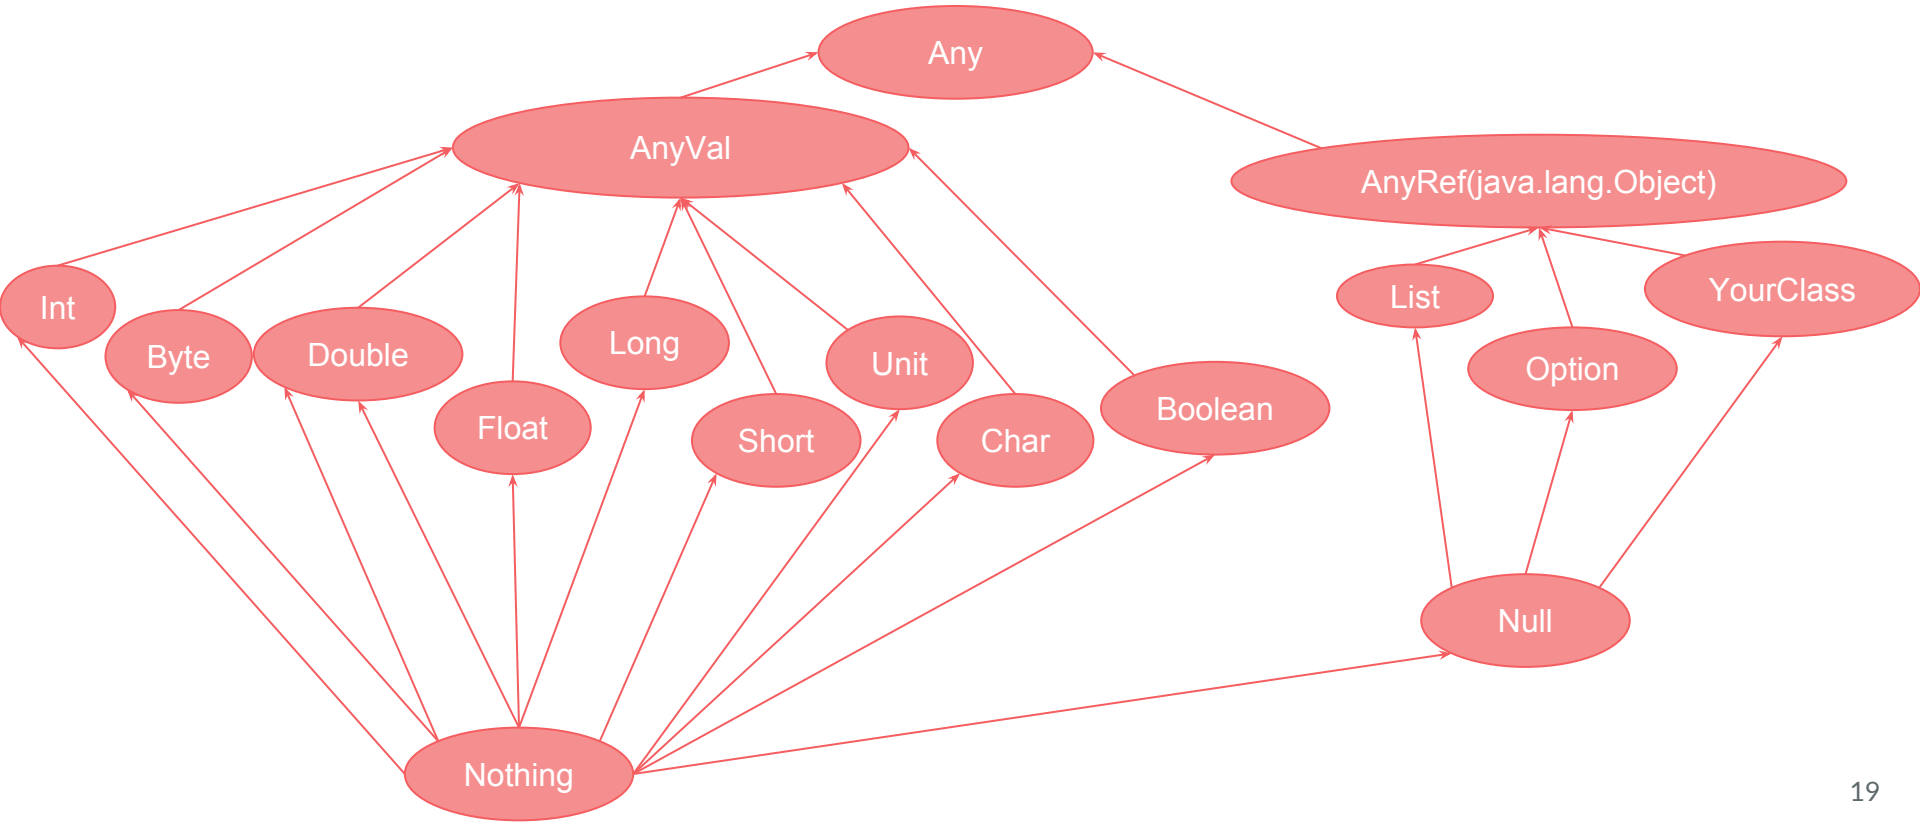 Any
AnyVal
AnyRef(java.lang.Object)
Int
Byte
Double
Float
Long
Short
Unit
Char
Boolean
List
Option
YourClass
Null
Nothing
19